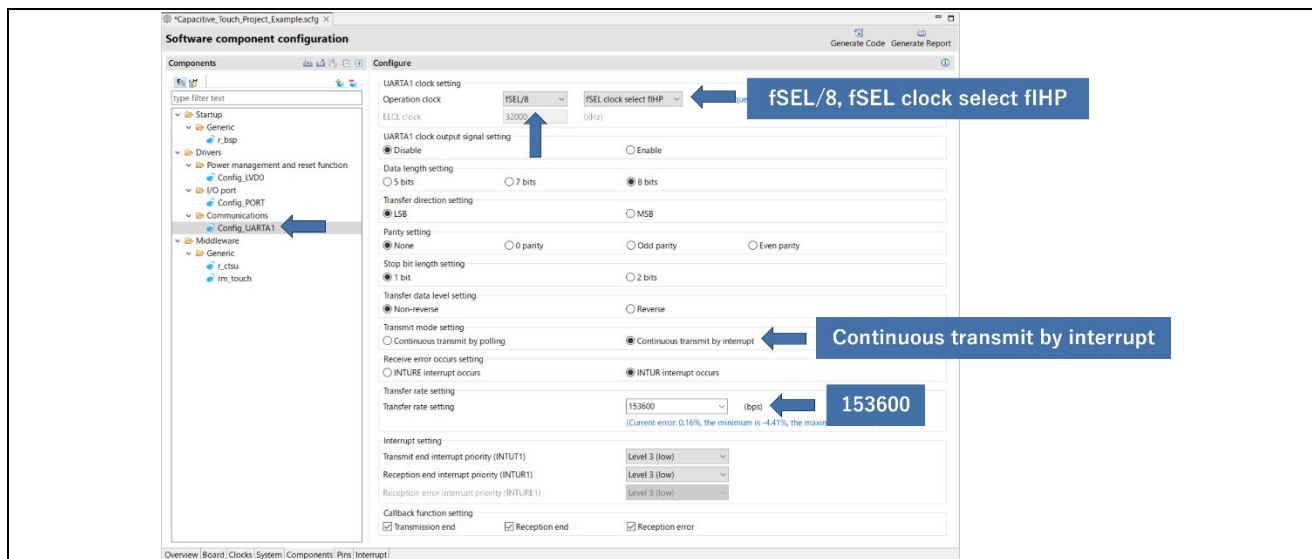 *Capacitive_Touch_Project_Example.scfg
Software component configuration
Generate Code Generate Report
Components
Configure
type filter text
Startup
Generic
r_bsp
Drivers
Power management and reset function
Config_LVD0
I/O port
Config_PORT
Communications
Config_UARTA1
Middleware
Generic
r_ctsu
rm_touch
UARTA1 clock setting
Operation clock fSEL/8 fSEL clock select fIHP
fSEL/8, fSEL clock select fIHP
ELCL clock 32000 (kHz)
UARTA1 clock output signal setting
Disable Enable
Data length setting
5 bits 7 bits 8 bits
Transfer direction setting
LSB MSB
Parity setting
None 0 parity Odd parity Even parity
Stop bit length setting
1 bit 2 bits
Transfer data level setting
Non-reverse Reverse
Transmit mode setting
Continuous transmit by polling Continuous transmit by interrupt
Continuous transmit by interrupt
Receive error occurs setting
INTURE interrupt occurs INTUR interrupt occurs
Transfer rate setting
Transfer rate setting 153600 (bps)
153600
(Current error: 0.16%, the minimum is -4.41%, the
Interrupt setting
Transmit end interrupt priority (INTUT1) Level 3 (low)
Reception end interrupt priority (INTUR1) Level 3 (low)
Reception error interrupt priority (INTURE1) Level 3 (low)
Callback function setting
Transmission end Reception end Reception error
Overview Board Clocks System Components Pins Interrupt